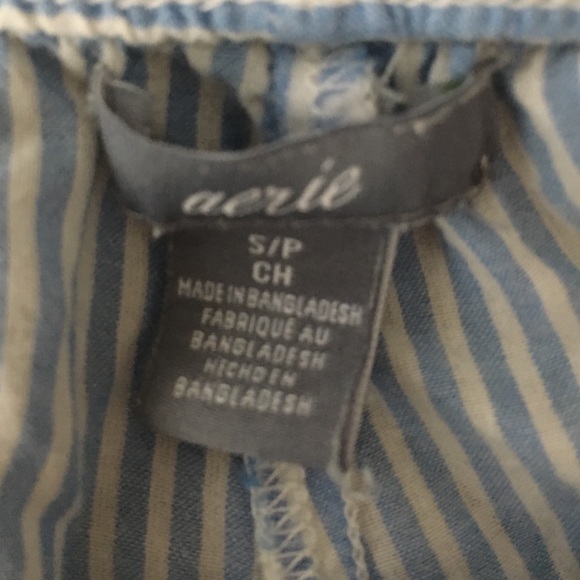 aerie
S/P
CH
MADE IN BANGLADESH
FABRIQUÉ AU
BANGLADESH
HECHO EN
BANGLADESH